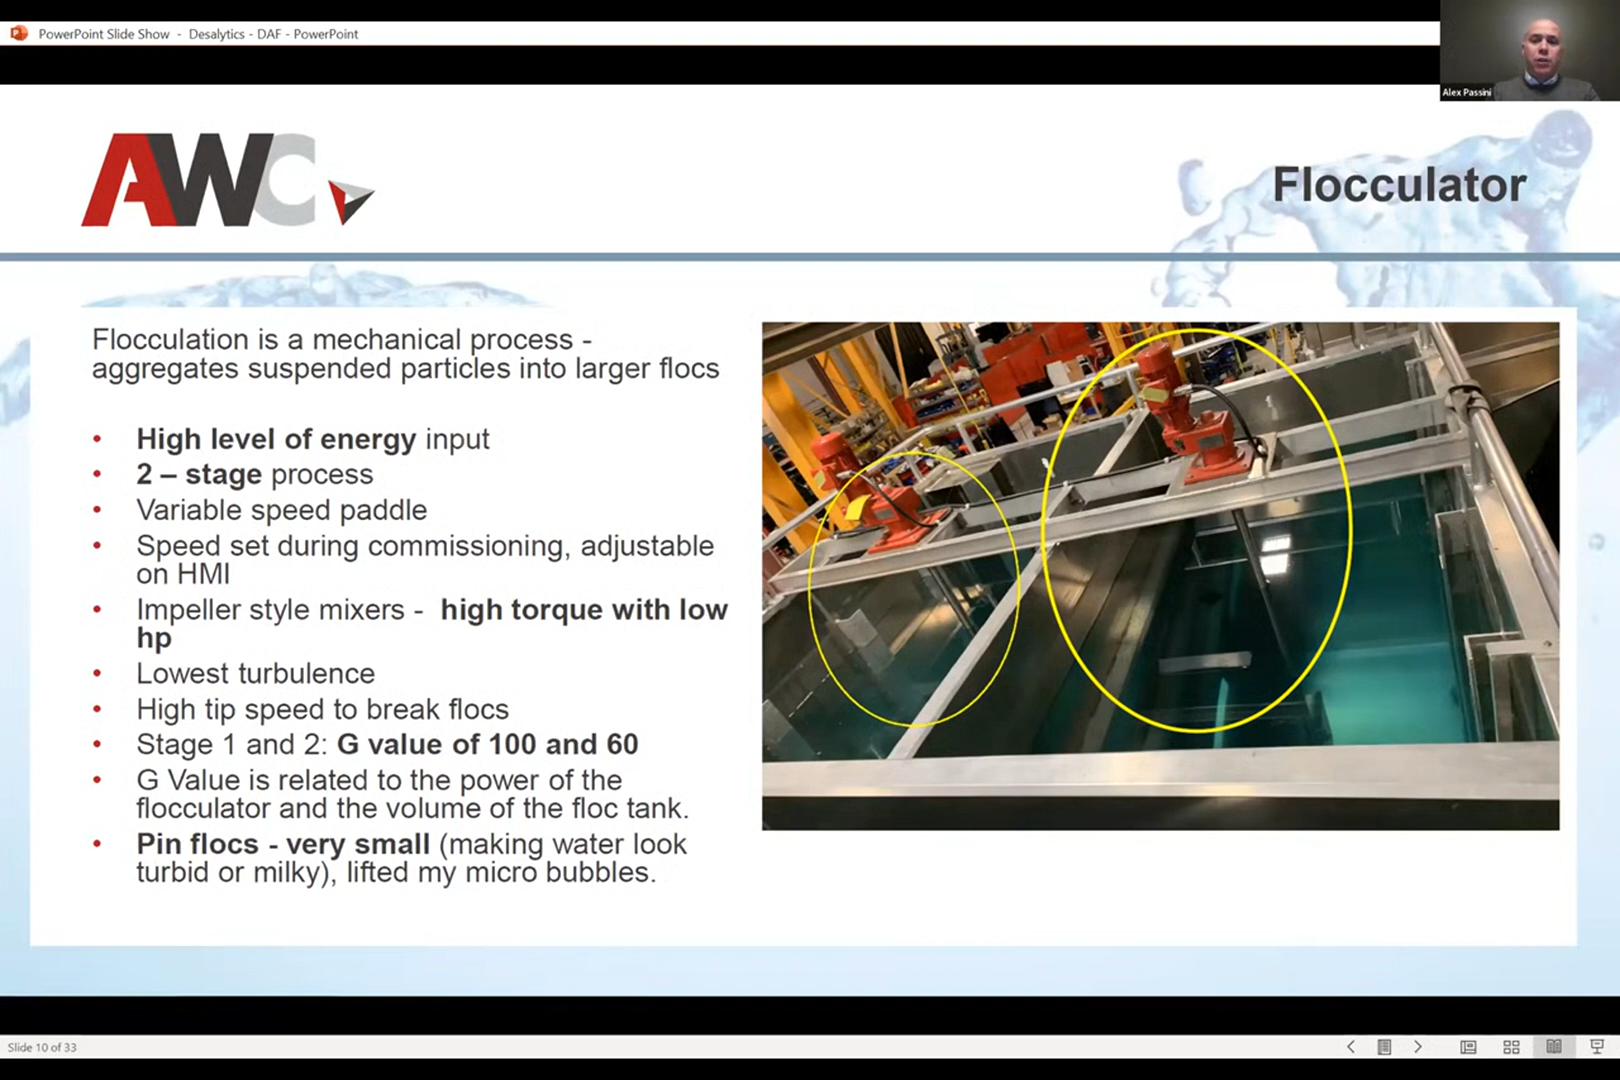 PowerPoint Slide Show - Desalytics - DAF - PowerPoint
Alex Passini
AWC
Flocculator
Flocculation is a mechanical process -
aggregates suspended particles into larger flocs
• High level of energy input
• 2 – stage process
• Variable speed paddle
• Speed set during commissioning, adjustable
on HMI
• Impeller style mixers - high torque with low
hp
• Lowest turbulence
• High tip speed to break flocs
• Stage 1 and 2: G value of 100 and 60
• G Value is related to the power of the
flocculator and the volume of the floc tank.
• Pin flocs - very small (making water look
turbid or milky), lifted my micro bubbles.
Slide 10 of 33